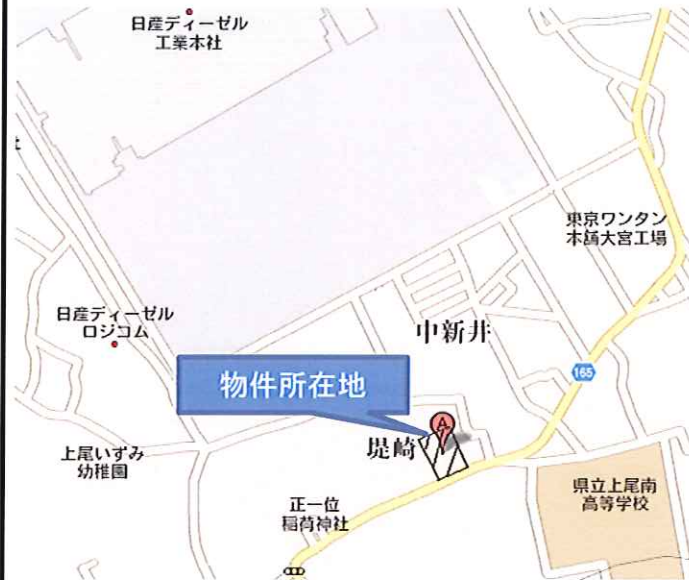 日産ディーゼル
工業本社
東京ワンタン
本舗大宮工場
日産ディーゼル
ロジコム
中新井
165
物件所在地
A
堤崎
上尾いずみ
幼稚園
正一位
稲荷神社
県立上尾南
高等学校